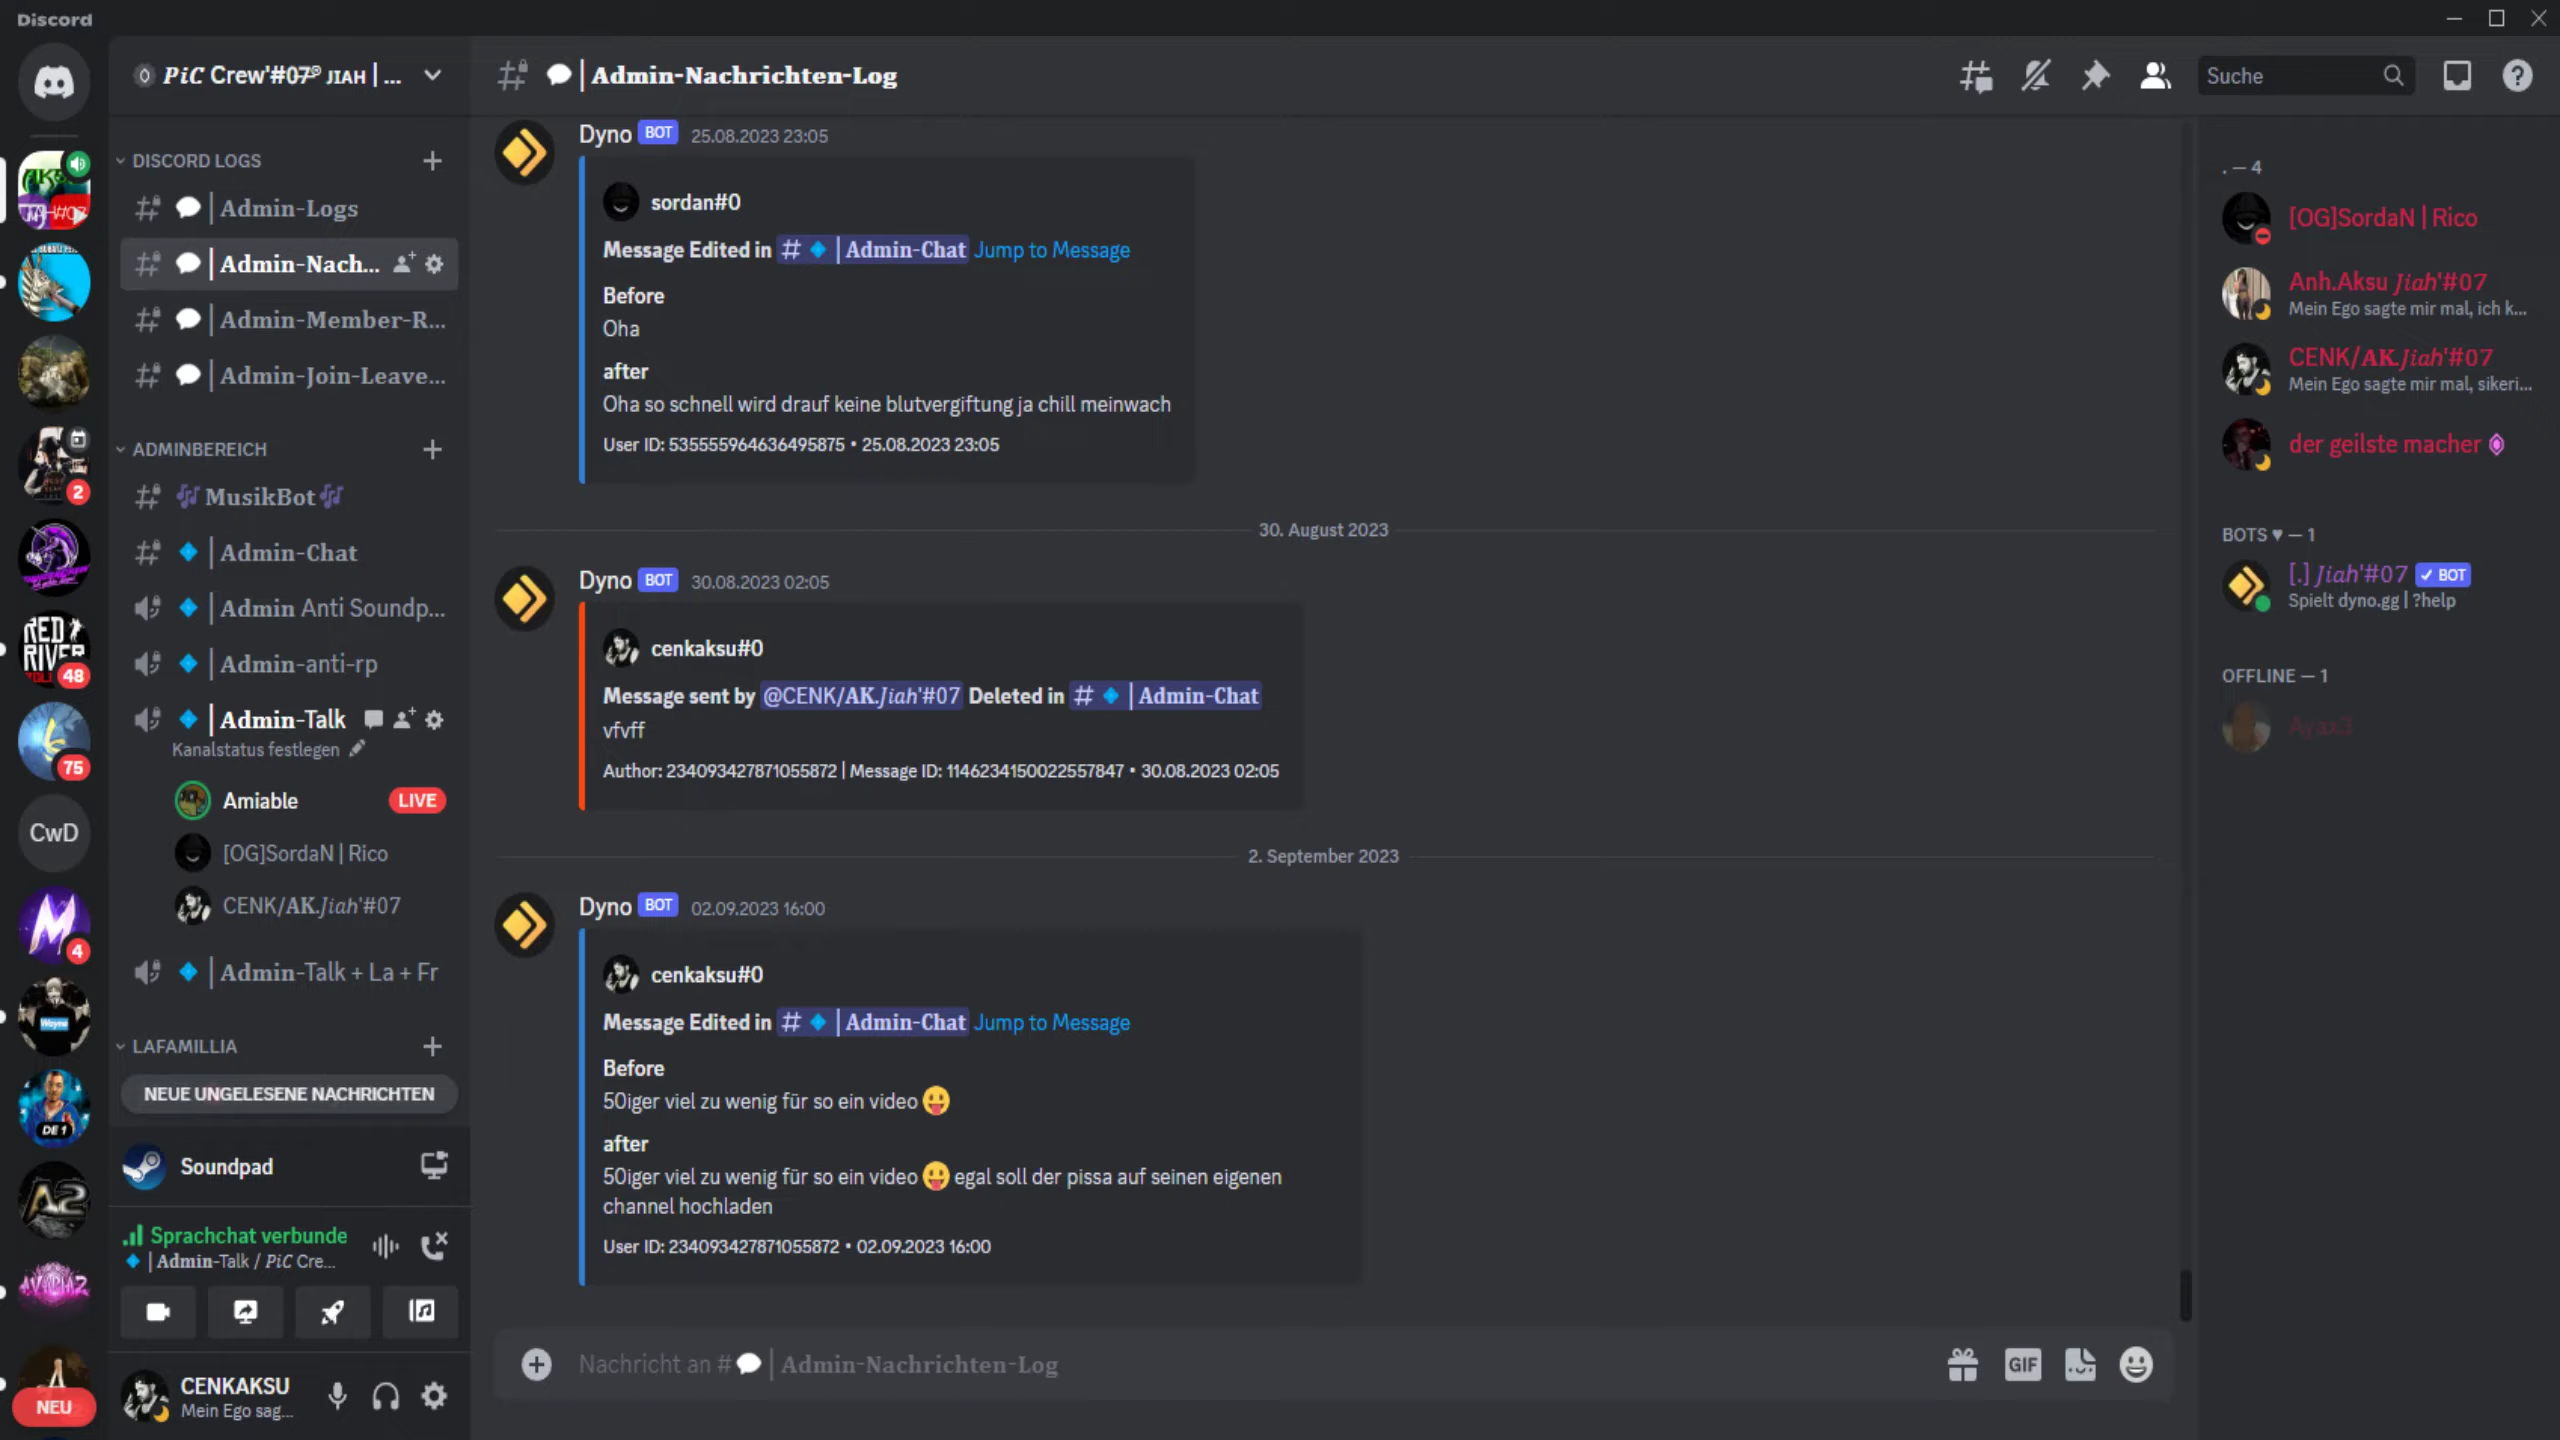 Discord
PiC Crew'#07® JIAH | ...
DISCORD LOGS
Admin-Logs
Admin-Nach...
Admin-Member-R...
Admin-Join-Leave...
ADMINBEREICH
🎶MusikBot🎶
🔹 | Admin-Chat
🔹 | Admin Anti Soundp...
🔹 | Admin-anti-rp
🔹 | Admin-Talk
Kanalstatus festlegen
Amiable LIVE
[OG]SordaN | Rico
CENK/AK.Jiah'#07
🔹 | Admin-Talk + La + Fr
LAFAMILLIA
NEUE UNGELESENE NACHRICHTEN
Soundpad
Sprachchat verbunde
🔹 | Admin-Talk / PiC Cre...
CENKAKSU
Mein Ego sag...
2
RED RIVER
48
75
CwD
M
4
Wayne
DE 1
A2
NEU
💬 | Admin-Nachrichten-Log
Suche
Dyno BOT 25.08.2023 23:05
sordan#0
Message Edited in # 🔹 | Admin-Chat Jump to Message
Before
Oha
after
Oha so schnell wird drauf keine blutvergiftung ja chill meinwach
User ID: 535555964636495875 • 25.08.2023 23:05
30. August 2023
Dyno BOT 30.08.2023 02:05
cenkaksu#0
Message sent by @CENK/AK.Jiah'#07 Deleted in # 🔹 | Admin-Chat
vfvff
Author: 234093427871055872 | Message ID: 1146234150022557847 • 30.08.2023 02:05
2. September 2023
Dyno BOT 02.09.2023 16:00
cenkaksu#0
Message Edited in # 🔹 | Admin-Chat Jump to Message
Before
50iger viel zu wenig für so ein video 😛
after
50iger viel zu wenig für so ein video 😛 egal soll der pissa auf seinen eigenen
channel hochladen
User ID: 234093427871055872 • 02.09.2023 16:00
Nachricht an #💬 | Admin-Nachrichten-Log
GIF
. — 4
[OG]SordaN | Rico
Anh.Aksu Jiah'#07
Mein Ego sagte mir mal, ich k...
CENK/AK.Jiah'#07
Mein Ego sagte mir mal, sikeri...
der geilste macher
BOTS ♥ — 1
[.] Jiah'#07 ✓ BOT
Spielt dyno.gg | ?help
OFFLINE — 1
Ayax3